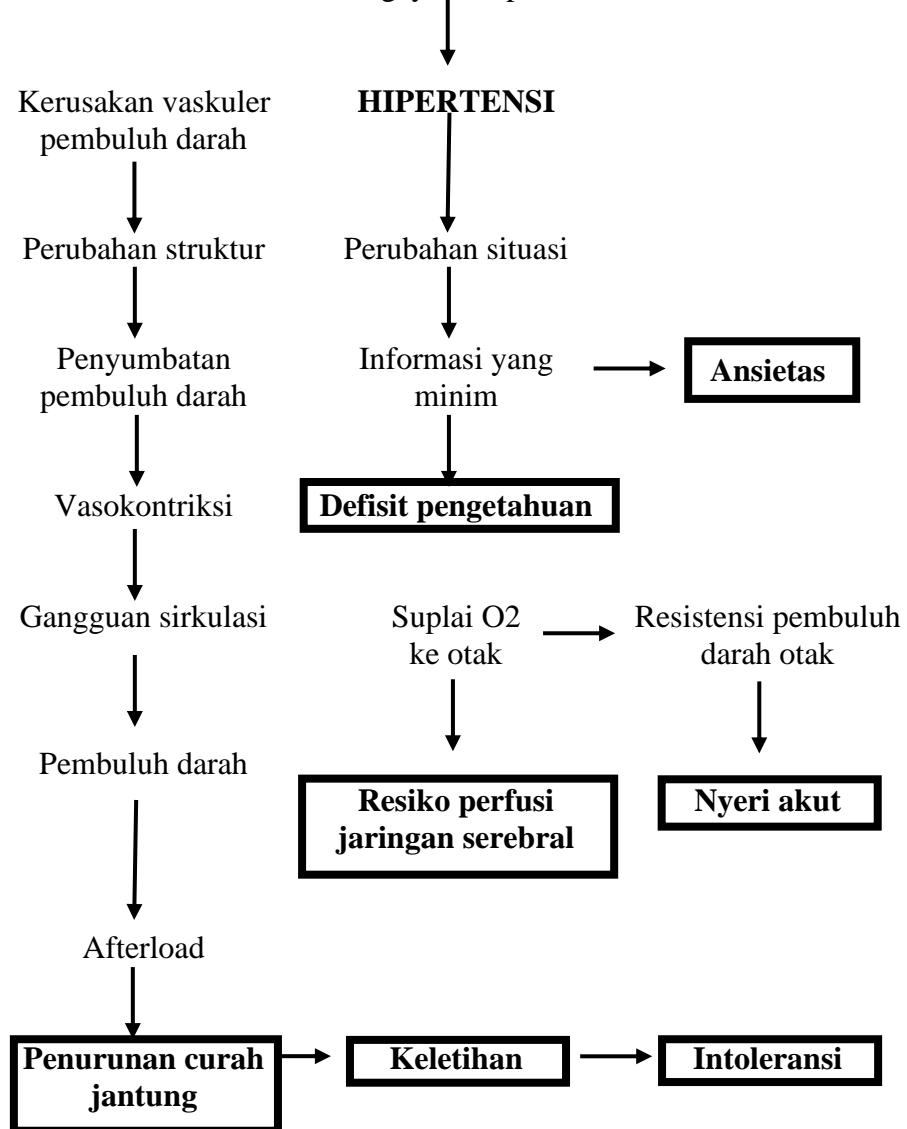 Kerusakan vaskuler
pembuluh darah
HIPERTENSI
Perubahan struktur
Perubahan situasi
Penyumbatan
pembuluh darah
Informasi yang
minim
Ansietas
Vasokontriksi
Defisit pengetahuan
Gangguan sirkulasi
Suplai O2
ke otak
Resistensi pembuluh
darah otak
Pembuluh darah
Resiko perfusi
jaringan serebral
Nyeri akut
Afterload
Penurunan curah
jantung
Keletihan
Intoleransi